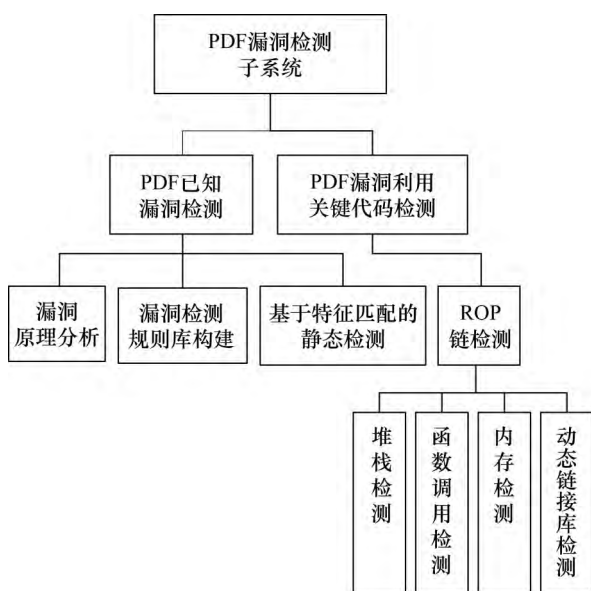 PDF漏洞检测
子系统
PDF已知
漏洞检测
PDF漏洞利用
关键代码检测
漏洞
原理分析
漏洞检测
规则库构建
基于特征匹配的
静态检测
ROP
链检测
堆栈检测
函数调用检测
内存检测
动态链接库检测